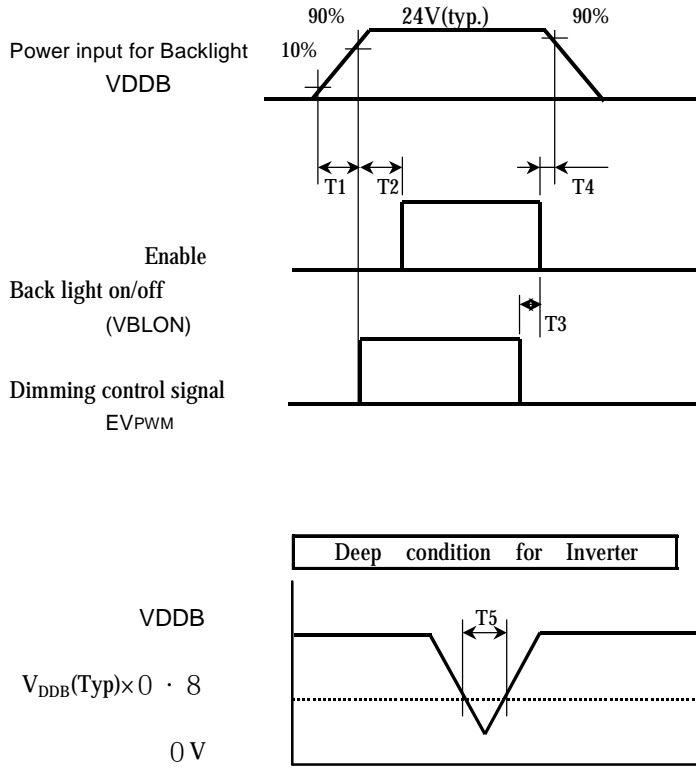 90% 24V(typ.) 90%
Power input for Backlight 10%
VDDB
T1 T2 T4
Enable
Back light on/off
(VBLON) T3
Dimming control signal
EVPWM
Deep condition for Inverter
VDDB T5
VDDB(Typ)×0・8
0V